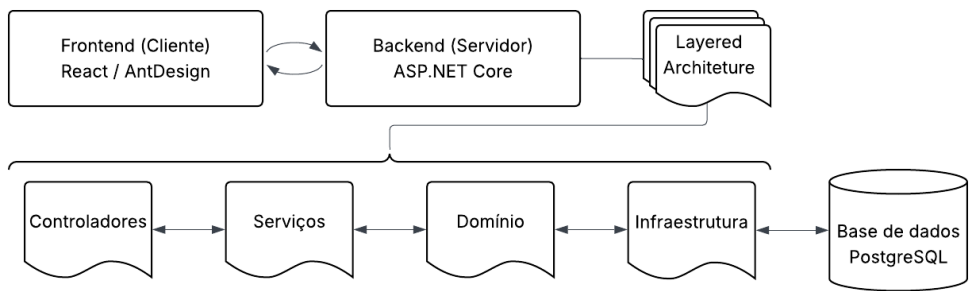 Frontend (Cliente)
React / AntDesign
Backend (Servidor)
ASP.NET Core
Layered
Architeture
Controladores
Serviços
Domínio
Infraestrutura
Base de dados
PostgreSQL